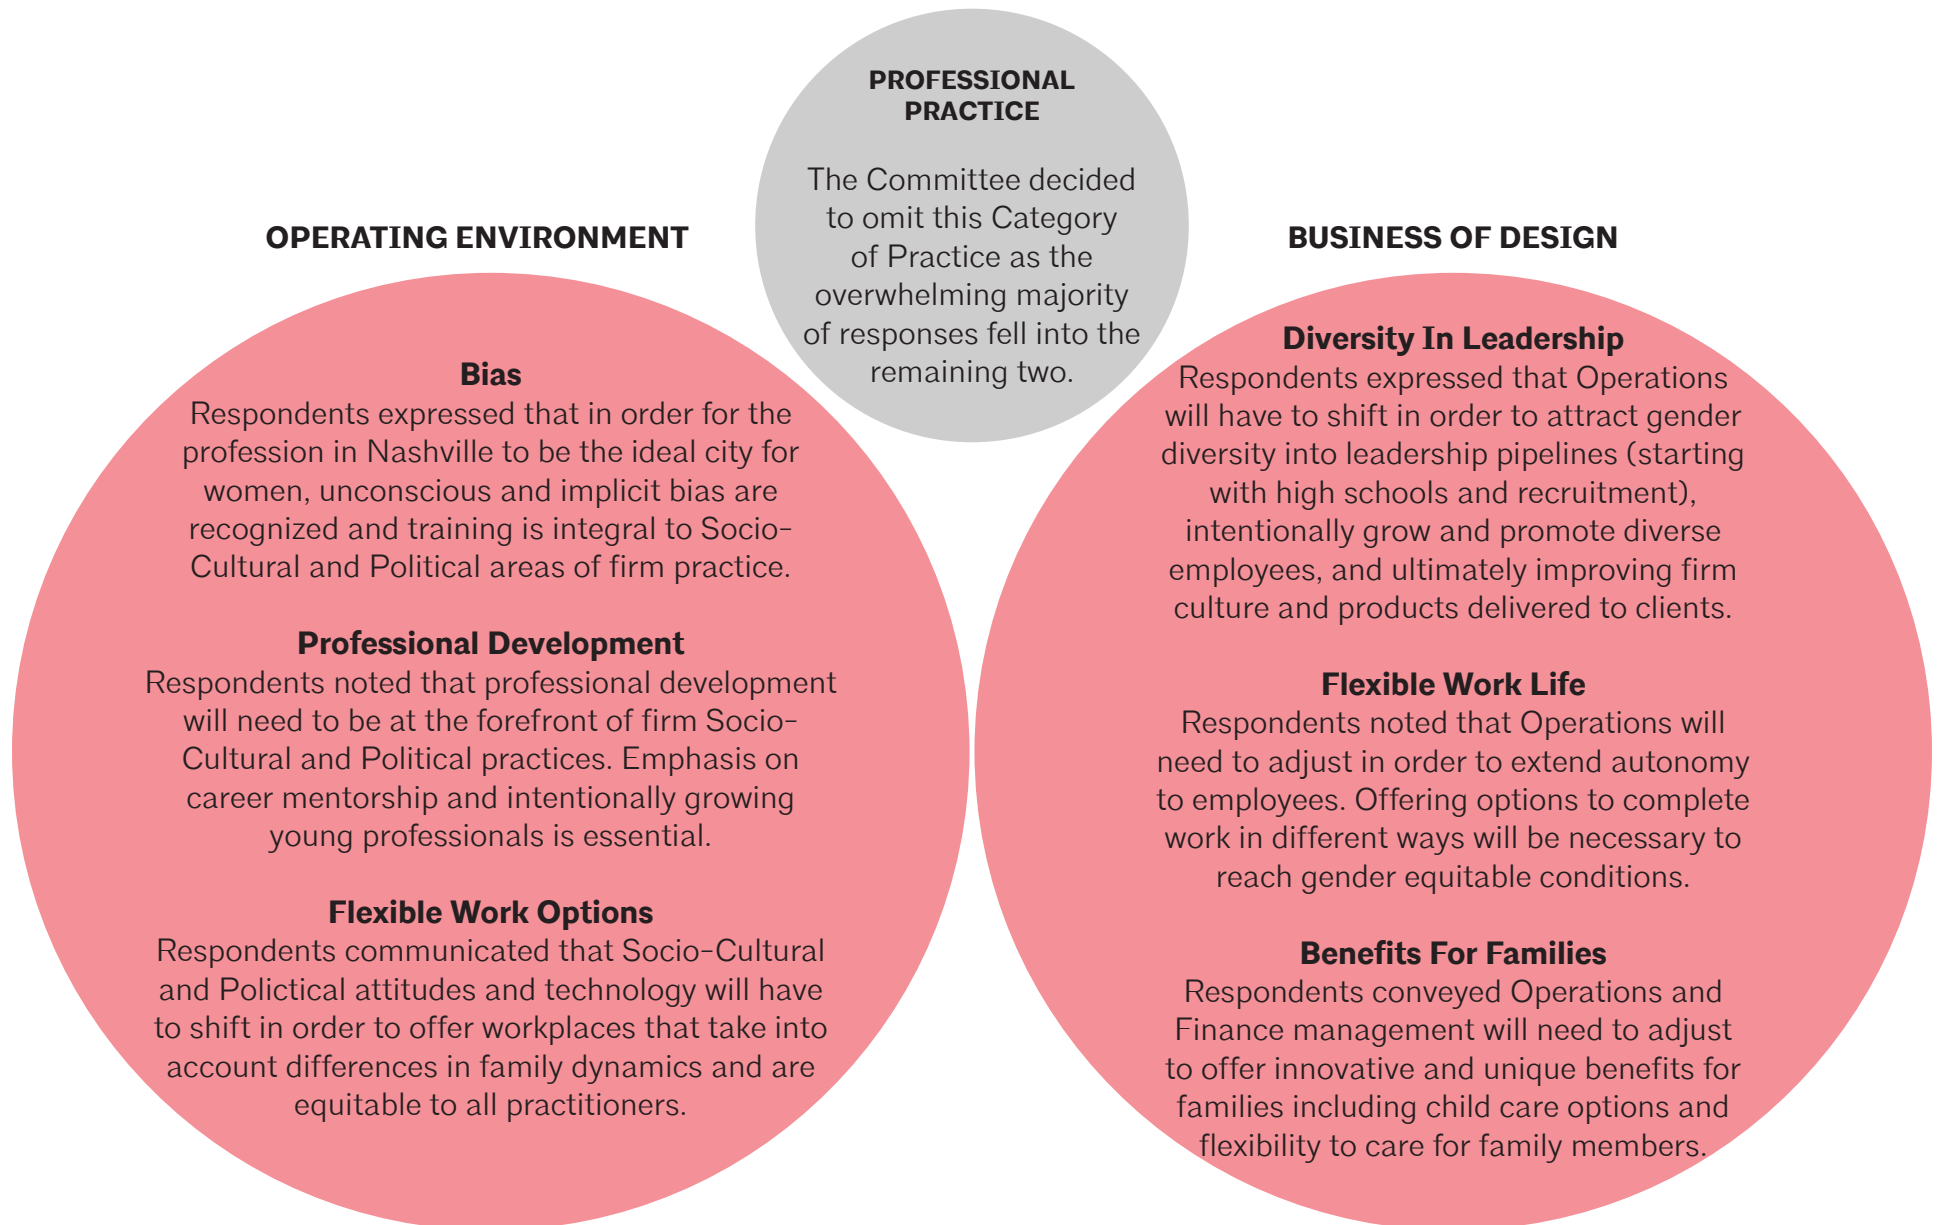 PROFESSIONAL
PRACTICE
The Committee decided
to omit this Category
of Practice as the
overwhelming majority
of responses fell into the
remaining two.
OPERATING ENVIRONMENT
Bias
Respondents expressed that in order for the
profession in Nashville to be the ideal city for
women, unconscious and implicit bias are
recognized and training is integral to Socio-
Cultural and Political areas of firm practice.
Professional Development
Respondents noted that professional development
will need to be at the forefront of firm Socio-
Cultural and Political practices. Emphasis on
career mentorship and intentionally growing
young professionals is essential.
Flexible Work Options
Respondents communicated that Socio-Cultural
and Polictical attitudes and technology will have
to shift in order to offer workplaces that take into
account differences in family dynamics and are
equitable to all practitioners.
BUSINESS OF DESIGN
Diversity In Leadership
Respondents expressed that Operations
will have to shift in order to attract gender
diversity into leadership pipelines (starting
with high schools and recruitment),
intentionally grow and promote diverse
employees, and ultimately improving firm
culture and products delivered to clients.
Flexible Work Life
Respondents noted that Operations will
need to adjust in order to extend autonomy
to employees. Offering options to complete
work in different ways will be necessary to
reach gender equitable conditions.
Benefits For Families
Respondents conveyed Operations and
Finance management will need to adjust
to offer innovative and unique benefits for
families including child care options and
flexibility to care for family members.